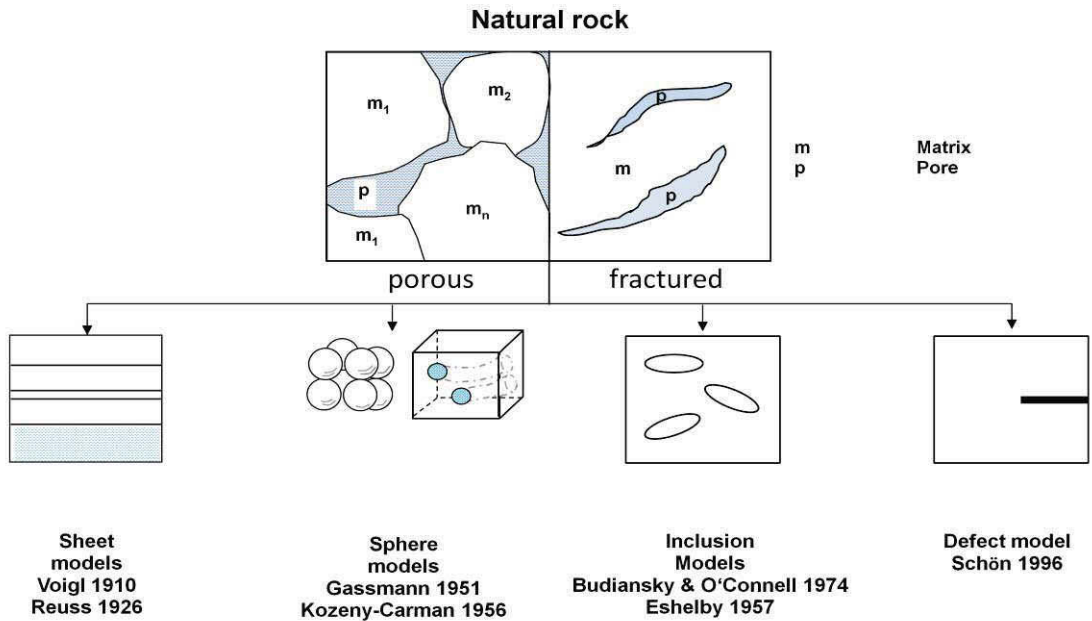 Natural rock
m₁
m₂
p
mₙ
m₁
p
m
p
m Matrix
p Pore
porous
fractured
Sheet
models
Voigl 1910
Reuss 1926
Sphere
models
Gassmann 1951
Kozeny-Carman 1956
Inclusion
Models
Budiansky & O‘Connell 1974
Eshelby 1957
Defect model
Schön 1996